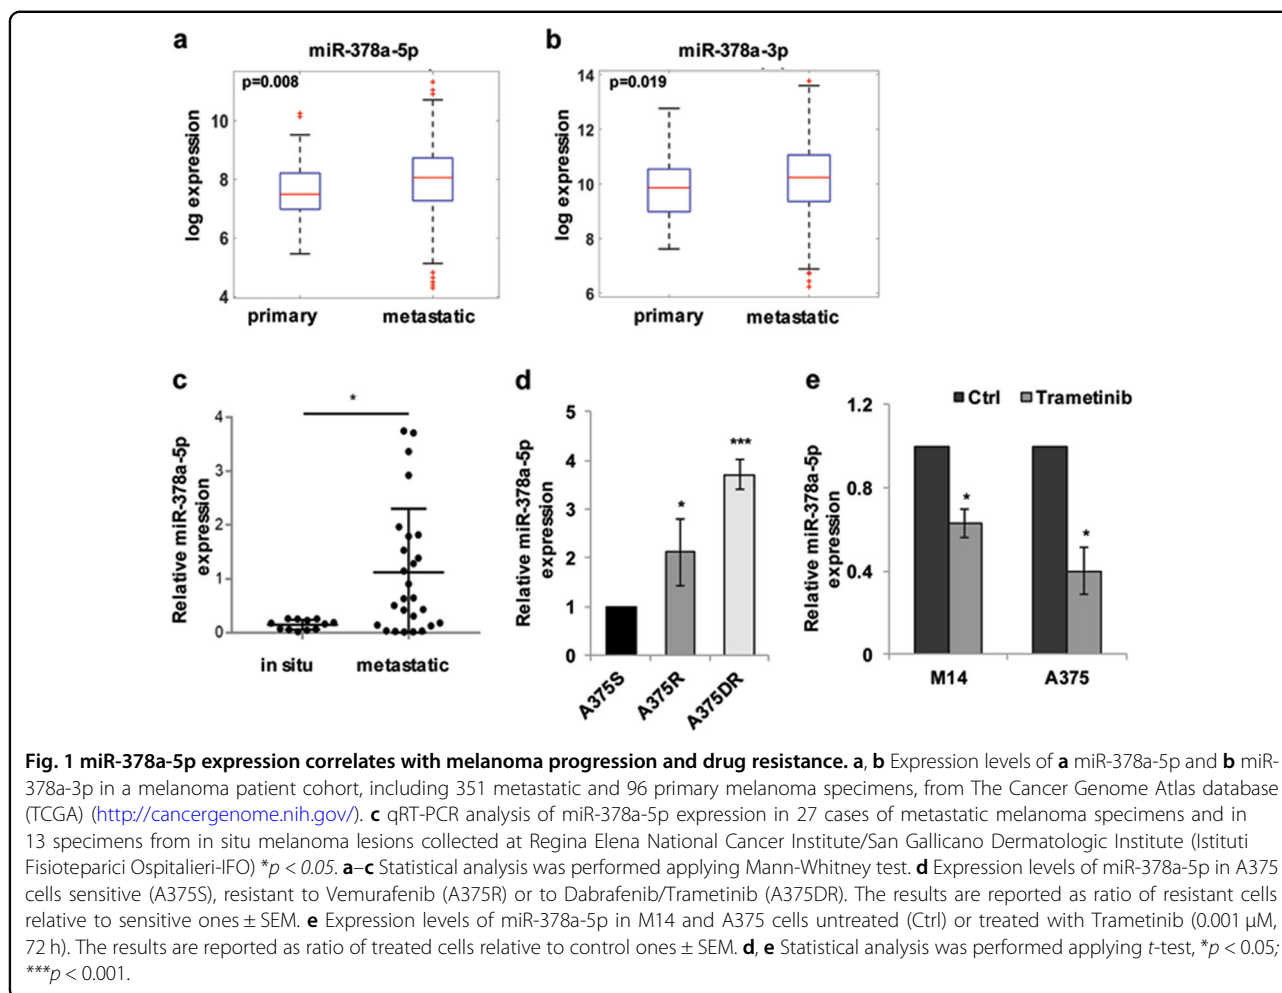 a
miR-378a-5p
p=0.008
log expression
10
8
6
4
primary
metastatic
b
miR-378a-3p
p=0.019
log expression
14
12
10
8
6
primary
metastatic
c
*
Relative miR-378a-5p
expression
4
3
2
1
0
in situ
metastatic
d
Relative miR-378a-5p
expression
5
4
3
2
1
0
*
***
A375S
A375R
A375DR
e
Ctrl
Trametinib
Relative miR-378a-5p
expression
1.2
0.8
0.4
0
*
*
M14
A375
Fig. 1 miR-378a-5p expression correlates with melanoma progression and drug resistance. a, b Expression levels of a miR-378a-5p and b miR-
378a-3p in a melanoma patient cohort, including 351 metastatic and 96 primary melanoma specimens, from The Cancer Genome Atlas database
(TCGA) (http://cancergenome.nih.gov/). c qRT-PCR analysis of miR-378a-5p expression in 27 cases of metastatic melanoma specimens and in
13 specimens from in situ melanoma lesions collected at Regina Elena National Cancer Institute/San Gallicano Dermatologic Institute (Istituti
Fisioteparici Ospitalieri-IFO) *p < 0.05. a–c Statistical analysis was performed applying Mann-Whitney test. d Expression levels of miR-378a-5p in A375
cells sensitive (A375S), resistant to Vemurafenib (A375R) or to Dabrafenib/Trametinib (A375DR). The results are reported as ratio of resistant cells
relative to sensitive ones ± SEM. e Expression levels of miR-378a-5p in M14 and A375 cells untreated (Ctrl) or treated with Trametinib (0.001 µM,
72 h). The results are reported as ratio of treated cells relative to control ones ± SEM. d, e Statistical analysis was performed applying t-test, *p < 0.05;
***p < 0.001.